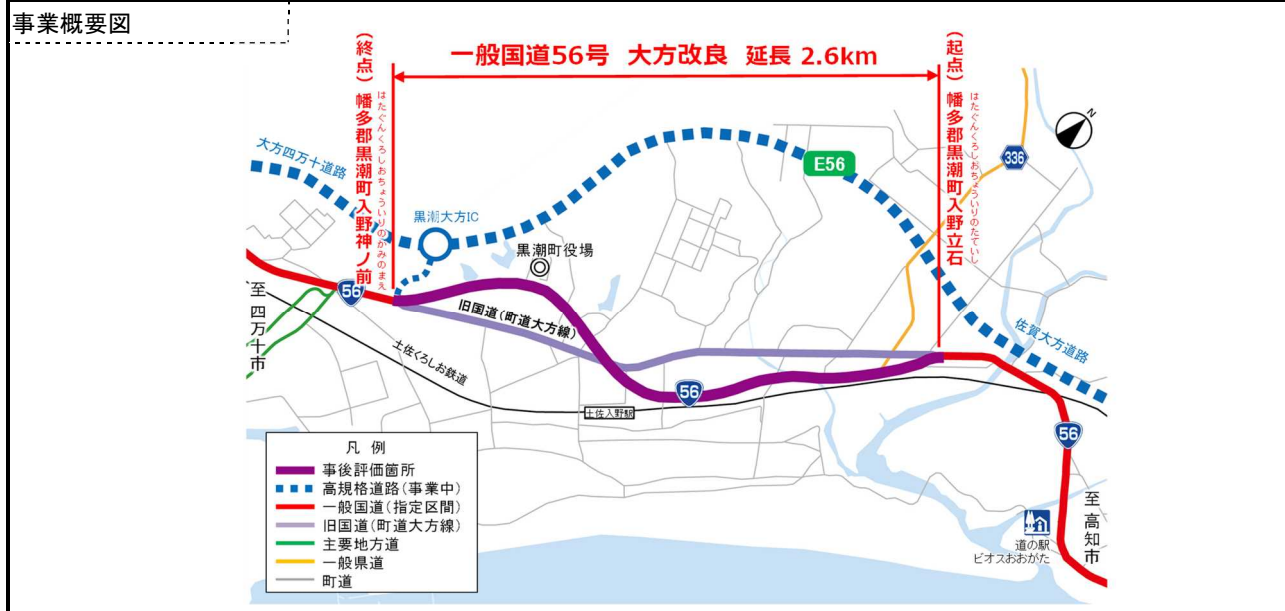 事業概要図
一般国道56号 大方改良 延長 2.6km
(終点)幡多郡黒潮町入野神ノ前
はたぐんくろしおちょういりのかみのまえ
(起点)幡多郡黒潮町入野立石
はたぐんくろしおちょういりのたていし
N
336
E56
大方四万十道路
黒潮大方IC
黒潮町役場
56
至四万十市
旧国道(町道大方線)
土佐くろしお鉄道
佐賀大方道路
56
土佐入野駅
56
至高知市
道の駅
ビオスおおがた
凡例
事後評価箇所
高規格道路(事業中)
一般国道(指定区間)
旧国道(町道大方線)
主要地方道
一般県道
町道